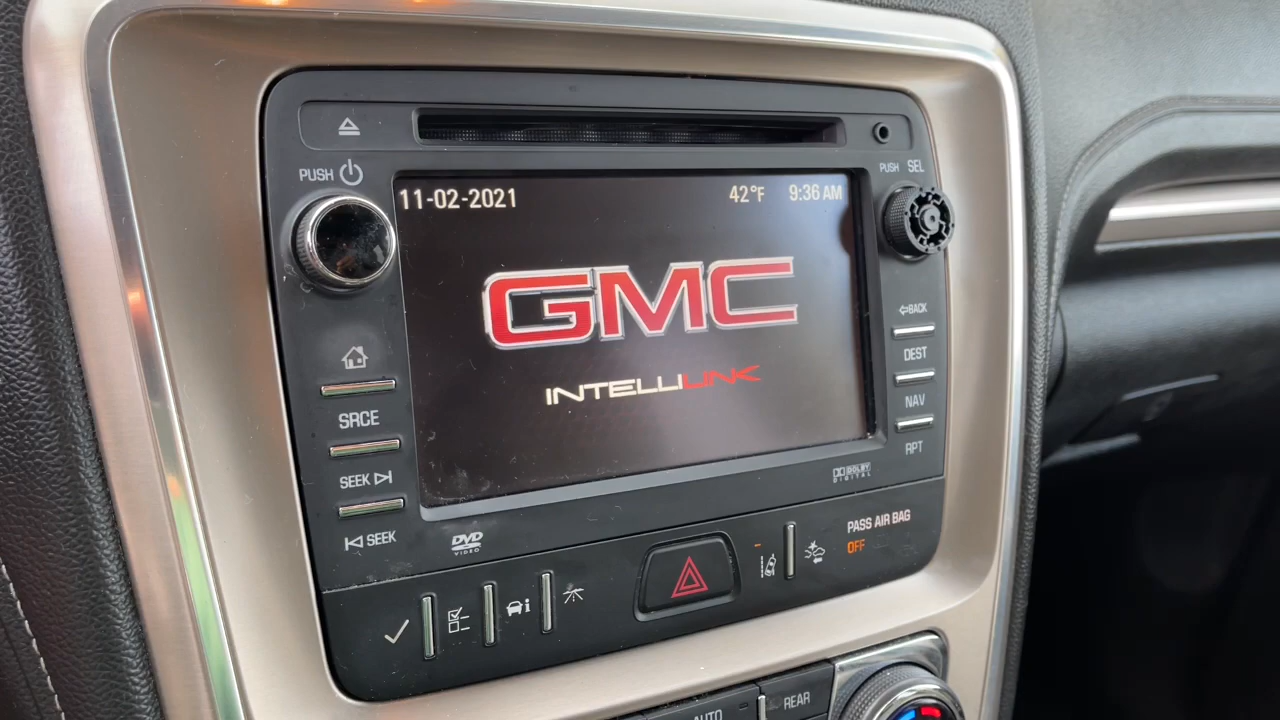 PUSH
PUSH SEL
11-02-2021 42°F 9:36 AM
GMC
INTELLILINK
BACK
DEST
NAV
RPT
SRCE
SEEK
SEEK
DVD
VIDEO
DOLBY
DIGITAL
PASS AIR BAG
OFF
AUTO
REAR